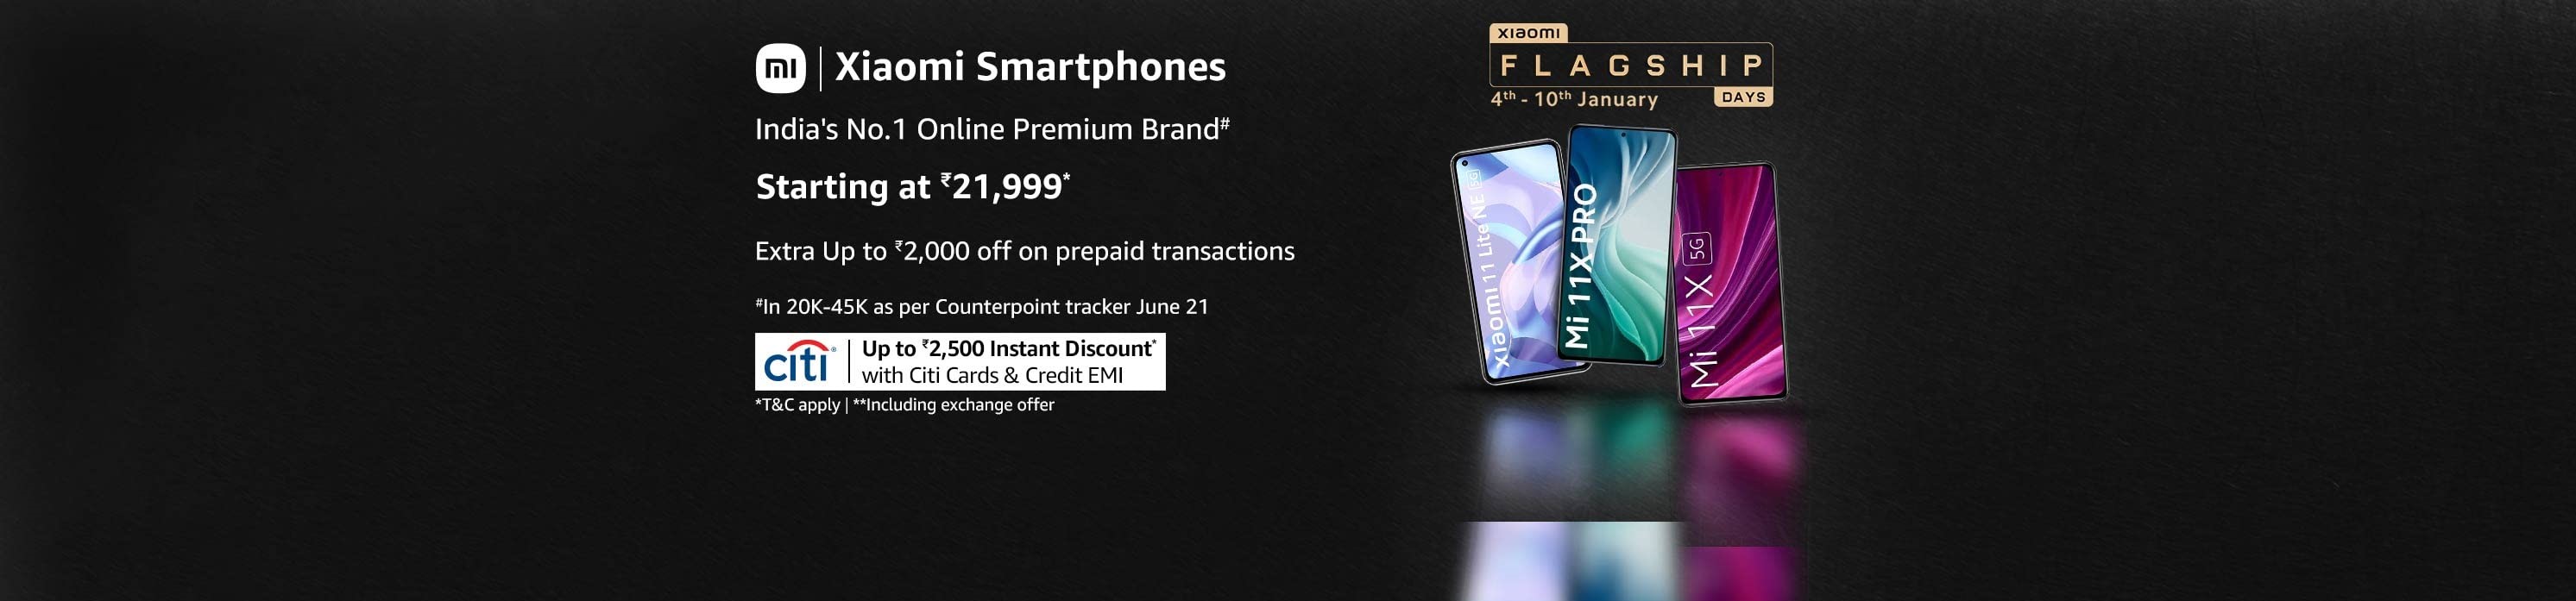 mi | Xiaomi Smartphones
India's No.1 Online Premium Brand#
Starting at ₹21,999*
Extra Up to ₹2,000 off on prepaid transactions
#In 20K-45K as per Counterpoint tracker June 21
citi® | Up to ₹2,500 Instant Discount*
with Citi Cards & Credit EMI
*T&C apply | **Including exchange offer
xiaomi
FLAGSHIP
DAYS
4th - 10th January
xiaomi 11 Lite NE 5G
Mi 11X PRO
Mi 11X 5G